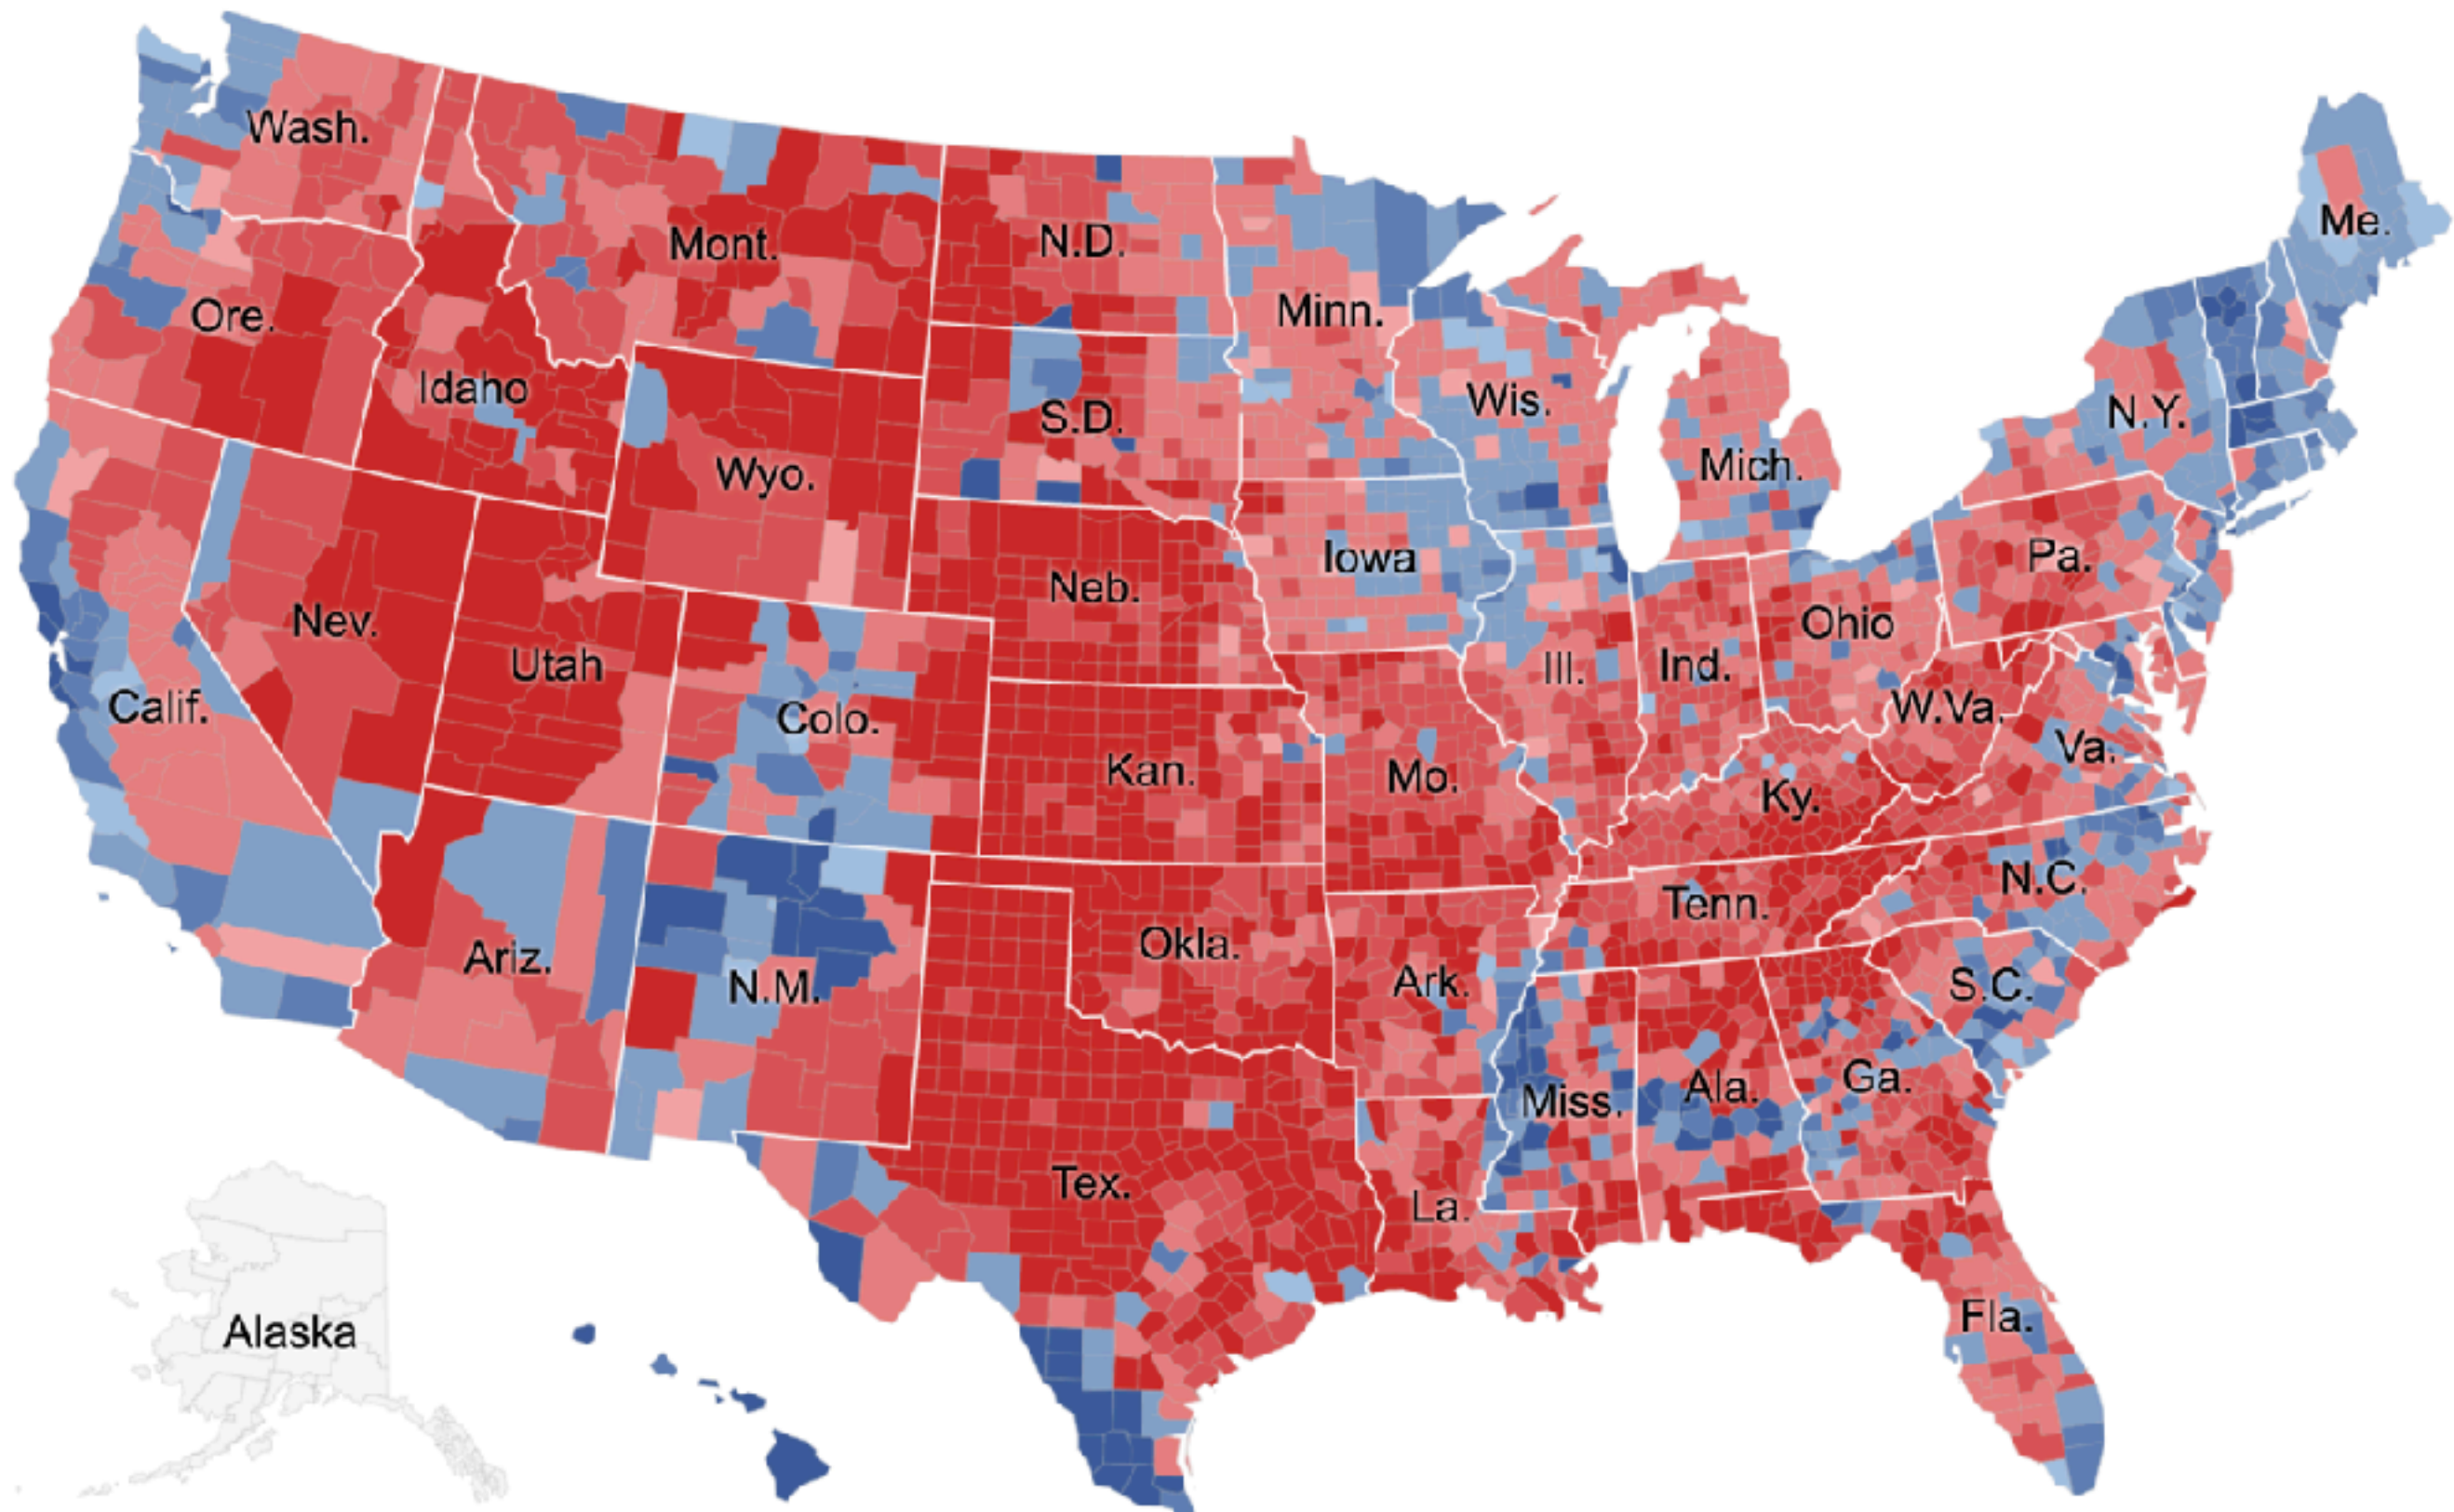 Wash.
Me.
Mont.
N.D.
Minn.
Ore.
Idaho
Wis.
N.Y.
S.D.
Mich.
Wyo.
Iowa
Pa.
Neb.
Nev.
Ohio
Utah
Ill.
Ind.
Calif.
Colo.
W.Va.
Va.
Kan.
Mo.
Ky.
N.C.
Tenn.
Okla.
Ariz.
Ark.
N.M.
S.C.
Ga.
Ala.
Miss.
Tex.
La.
Fla.
Alaska